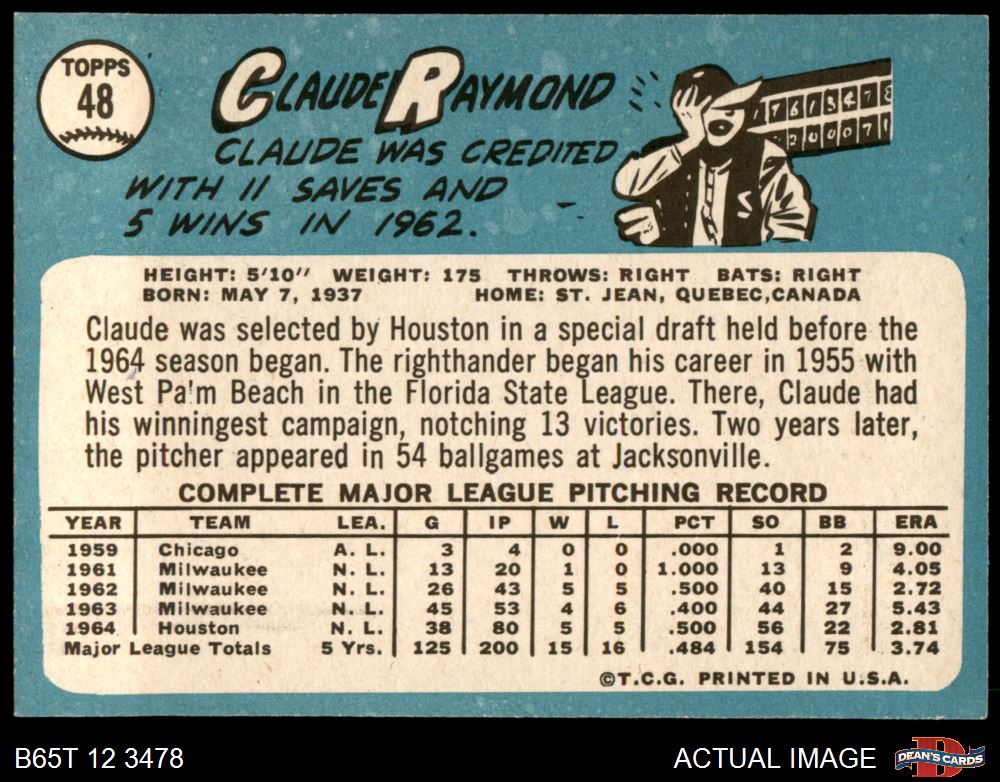 TOPPS
48
CLAUDE RAYMOND
CLAUDE WAS CREDITED
WITH 11 SAVES AND
5 WINS IN 1962.
HEIGHT: 5'10" WEIGHT: 175 THROWS: RIGHT BATS: RIGHT
BORN: MAY 7, 1937 HOME: ST. JEAN, QUEBEC, CANADA
Claude was selected by Houston in a special draft held before the
1964 season began. The righthander began his career in 1955 with
West Pa'm Beach in the Florida State League. There, Claude had
his winningest campaign, notching 13 victories. Two years later,
the pitcher appeared in 54 ballgames at Jacksonville.
COMPLETE MAJOR LEAGUE PITCHING RECORD
YEAR TEAM LEA. G IP W L PCT SO BB ERA
1959 Chicago A. L. 3 4 0 0 .000 1 2 9.00
1961 Milwaukee N. L. 13 20 1 0 1.000 13 9 4.05
1962 Milwaukee N. L. 26 43 5 5 .500 40 15 2.72
1963 Milwaukee N. L. 45 53 4 6 .400 44 27 5.43
1964 Houston N. L. 38 80 5 5 .500 56 22 2.81
Major League Totals 5 Yrs. 125 200 15 16 .484 154 75 3.74
©T.C.G. PRINTED IN U.S.A.
B65T 12 3478
ACTUAL IMAGE
DEAN'S CARDS